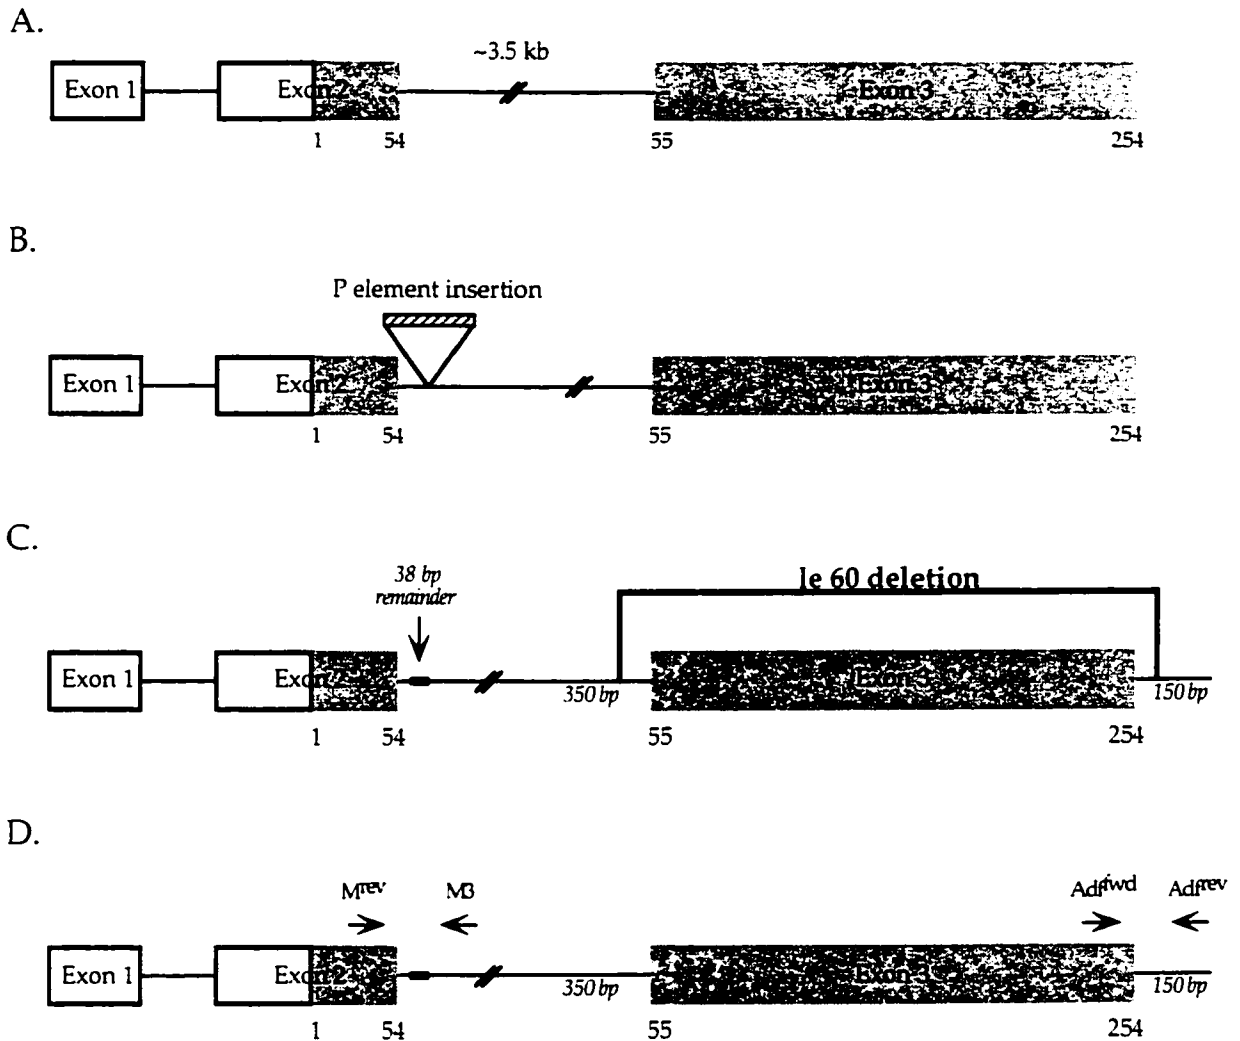 A.
~3.5 kb
Exon 1
Exon 2
Exon 3
1
54
55
254
B.
P element insertion
Exon 1
Exon 2
Exon 3
1
54
55
254
C.
38 bp
remainder
le 60 deletion
Exon 1
Exon 2
Exon 3
350 bp
150 bp
1
54
55
254
D.
Mrev
M3
Adffwd
Adfrev
Exon 1
Exon 2
Exon 3
350 bp
150 bp
1
54
55
254